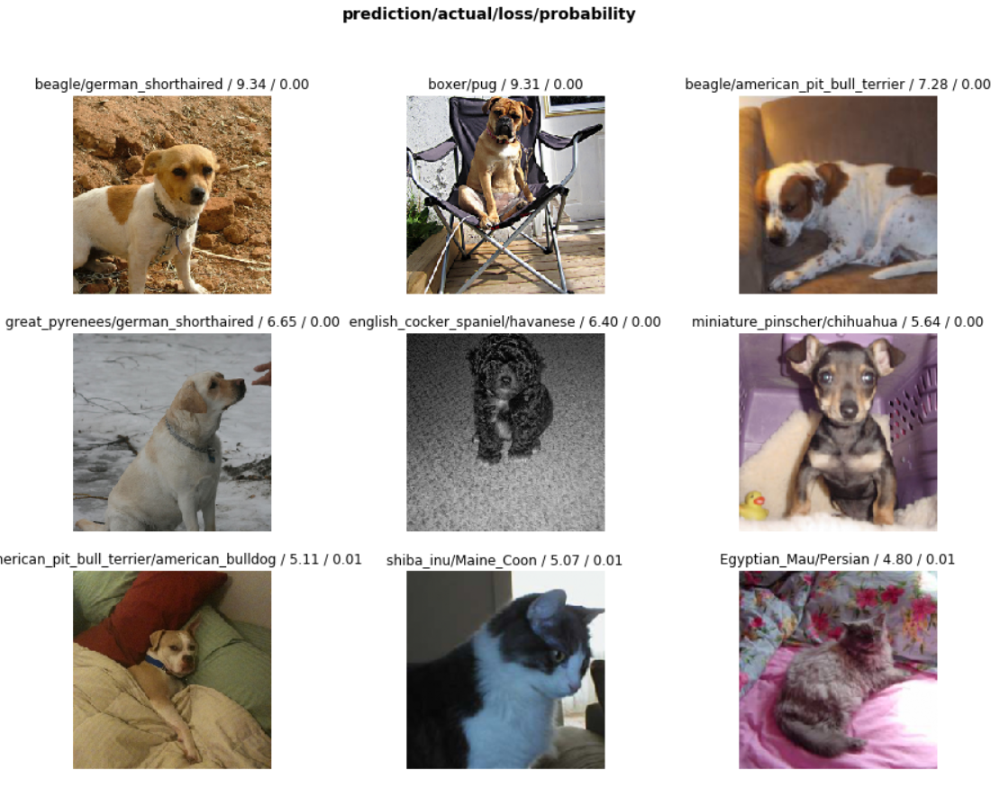 prediction/actual/loss/probability
beagle/german_shorthaired / 9.34 / 0.00
boxer/pug / 9.31 / 0.00
beagle/american_pit_bull_terrier / 7.28 / 0.00
great_pyrenees/german_shorthaired / 6.65 / 0.00
english_cocker_spaniel/havanese / 6.40 / 0.00
miniature_pinscher/chihuahua / 5.64 / 0.00
nerican_pit_bull_terrier/american_bulldog / 5.11 / 0.01
shiba_inu/Maine_Coon / 5.07 / 0.01
Egyptian_Mau/Persian / 4.80 / 0.01